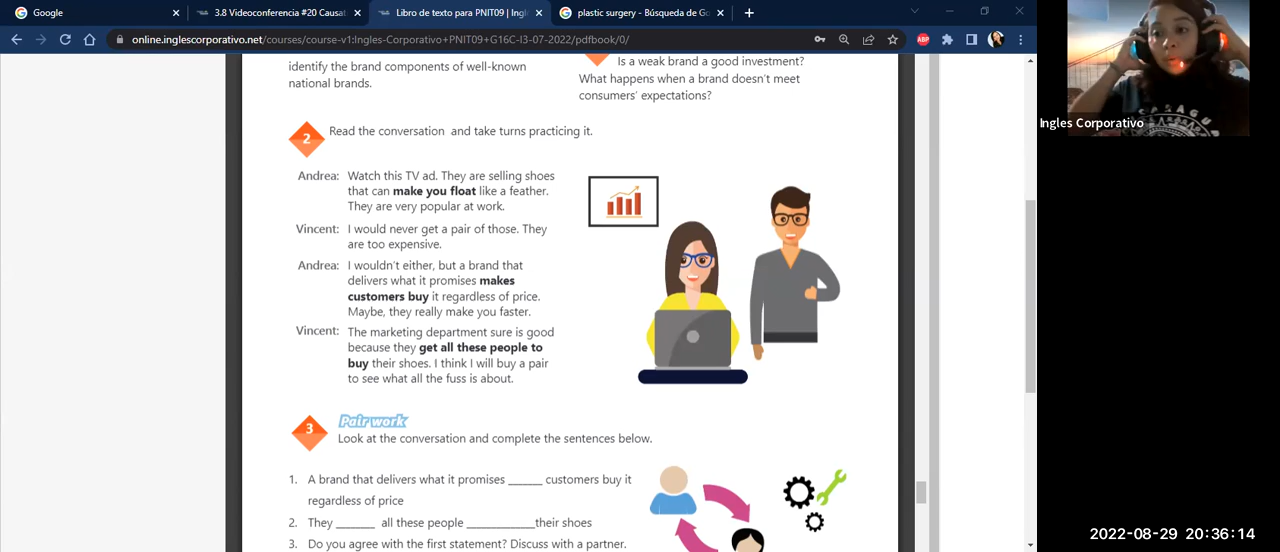 Google
3.8 Videoconferencia #20 Causat
Libro de texto para PNIT09 | Ingl
plastic surgery - Búsqueda de Go
online.inglescorporativo.net/courses/course-v1:Ingles-Corporativo+PNIT09+G16C-I3-07-2022/pdfbook/0/
ABP
identify the brand components of well-known
national brands.
Is a weak brand a good investment?
What happens when a brand doesn't meet
consumers' expectations?
Ingles Corporativo
2
Read the conversation and take turns practicing it.
Andrea: Watch this TV ad. They are selling shoes
that can make you float like a feather.
They are very popular at work.
Vincent: I would never get a pair of those. They
are too expensive.
Andrea: I wouldn't either, but a brand that
delivers what it promises makes
customers buy it regardless of price.
Maybe, they really make you faster.
Vincent: The marketing department sure is good
because they get all these people to
buy their shoes. I think I will buy a pair
to see what all the fuss is about.
3
Pair work
Look at the conversation and complete the sentences below.
1. A brand that delivers what it promises ______ customers buy it
regardless of price
2. They _______ all these people ____________their shoes
3. Do you agree with the first statement? Discuss with a partner.
2022-08-29 20:36:14